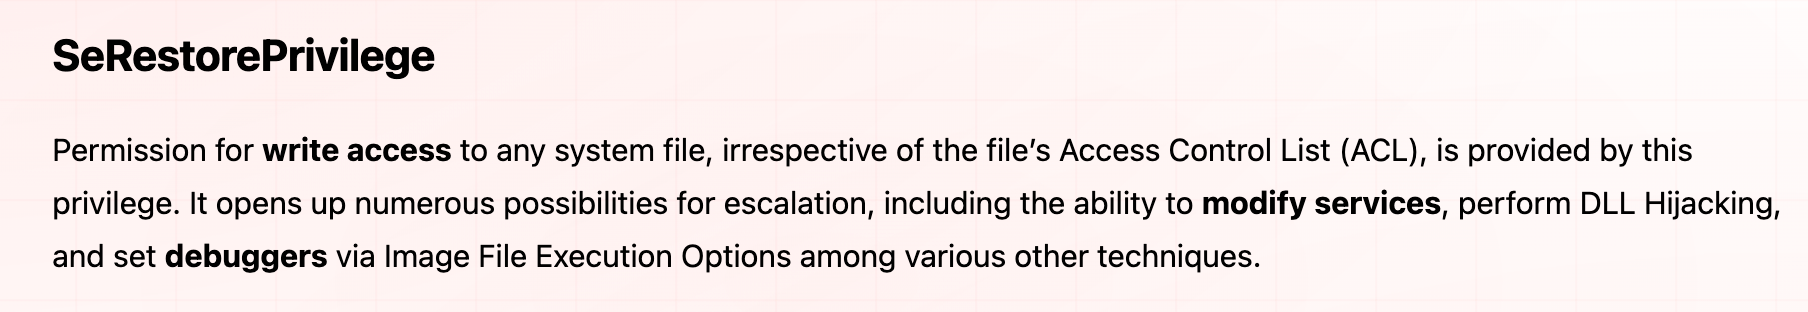 SeRestorePrivilege
Permission for write access to any system file, irrespective of the file’s Access Control List (ACL), is provided by this
privilege. It opens up numerous possibilities for escalation, including the ability to modify services, perform DLL Hijacking,
and set debuggers via Image File Execution Options among various other techniques.